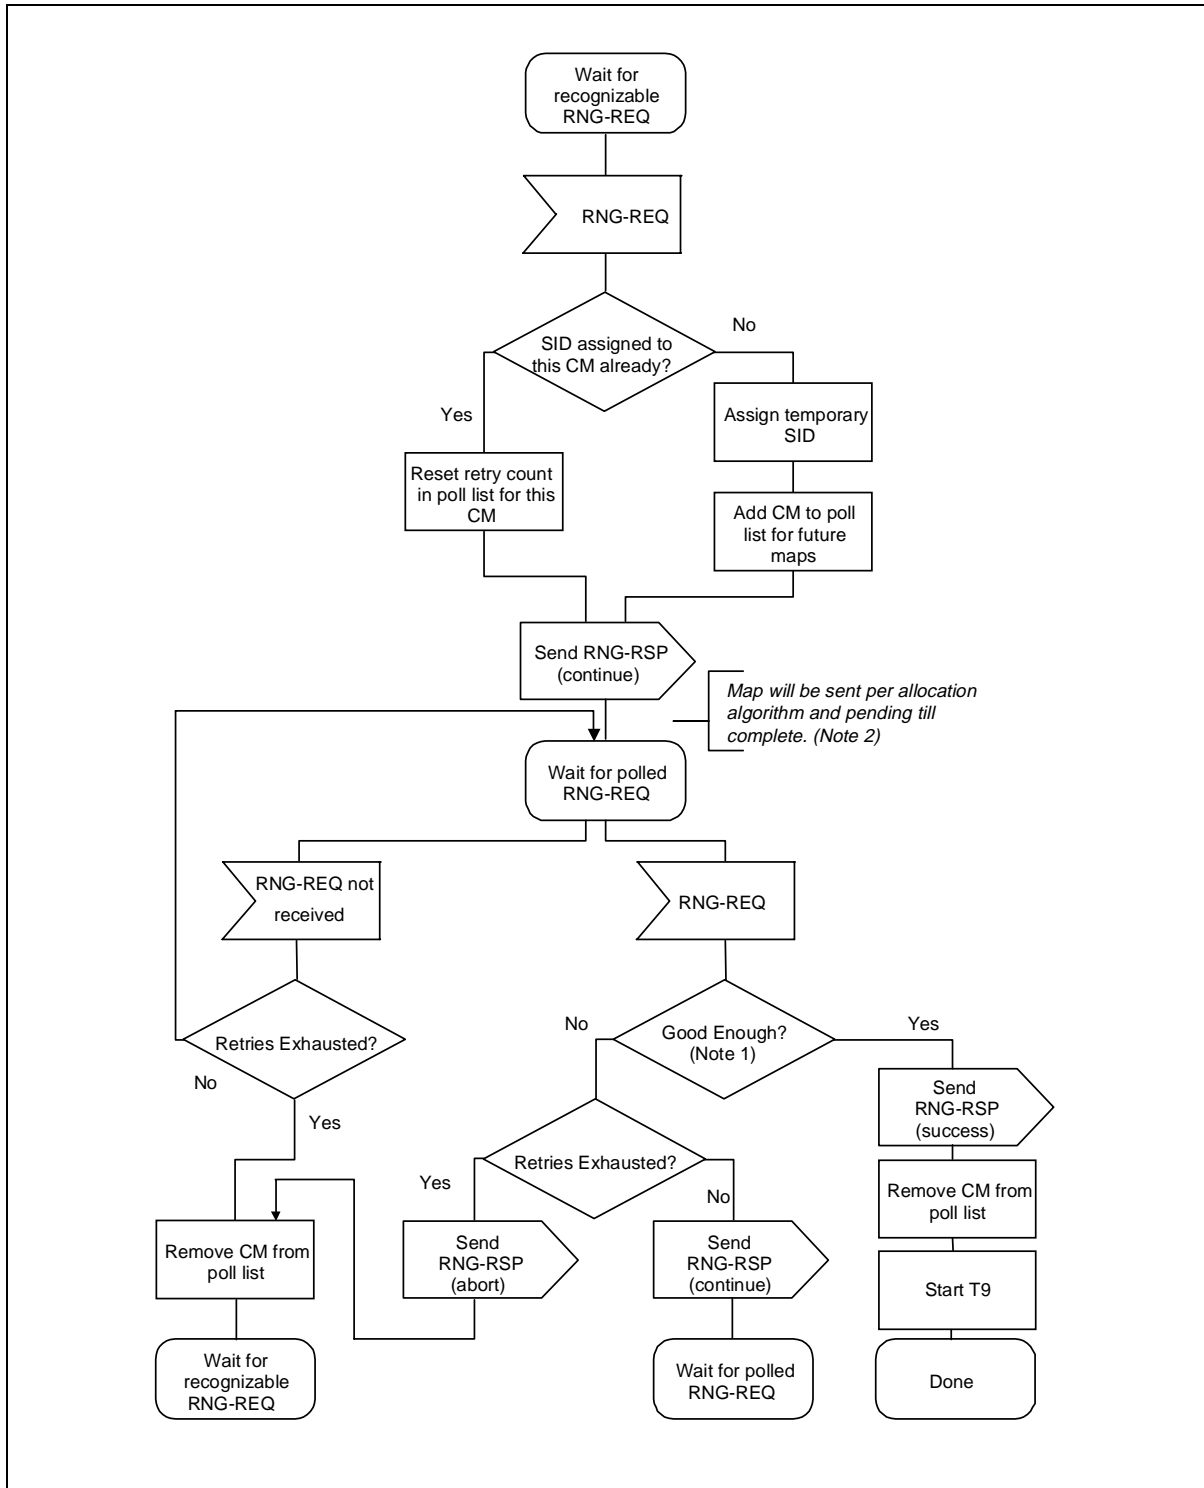 Wait for
recognizable
RNG-REQ
RNG-REQ
No
SID assigned to
this CM already?
Yes
Assign temporary
SID
Reset retry count
in poll list for this
CM
Add CM to poll
list for future
maps
Send RNG-RSP
(continue)
Map will be sent per allocation
algorithm and pending till
complete. (Note 2)
Wait for polled
RNG-REQ
RNG-REQ not
received
RNG-REQ
No
Good Enough?
(Note 1)
Yes
Retries Exhausted?
No
Yes
Send
RNG-RSP
(success)
Retries Exhausted?
Yes
No
Remove CM from
poll list
Remove CM from
poll list
Send
RNG-RSP
(abort)
Send
RNG-RSP
(continue)
Start T9
Wait for
recognizable
RNG-REQ
Wait for polled
RNG-REQ
Done